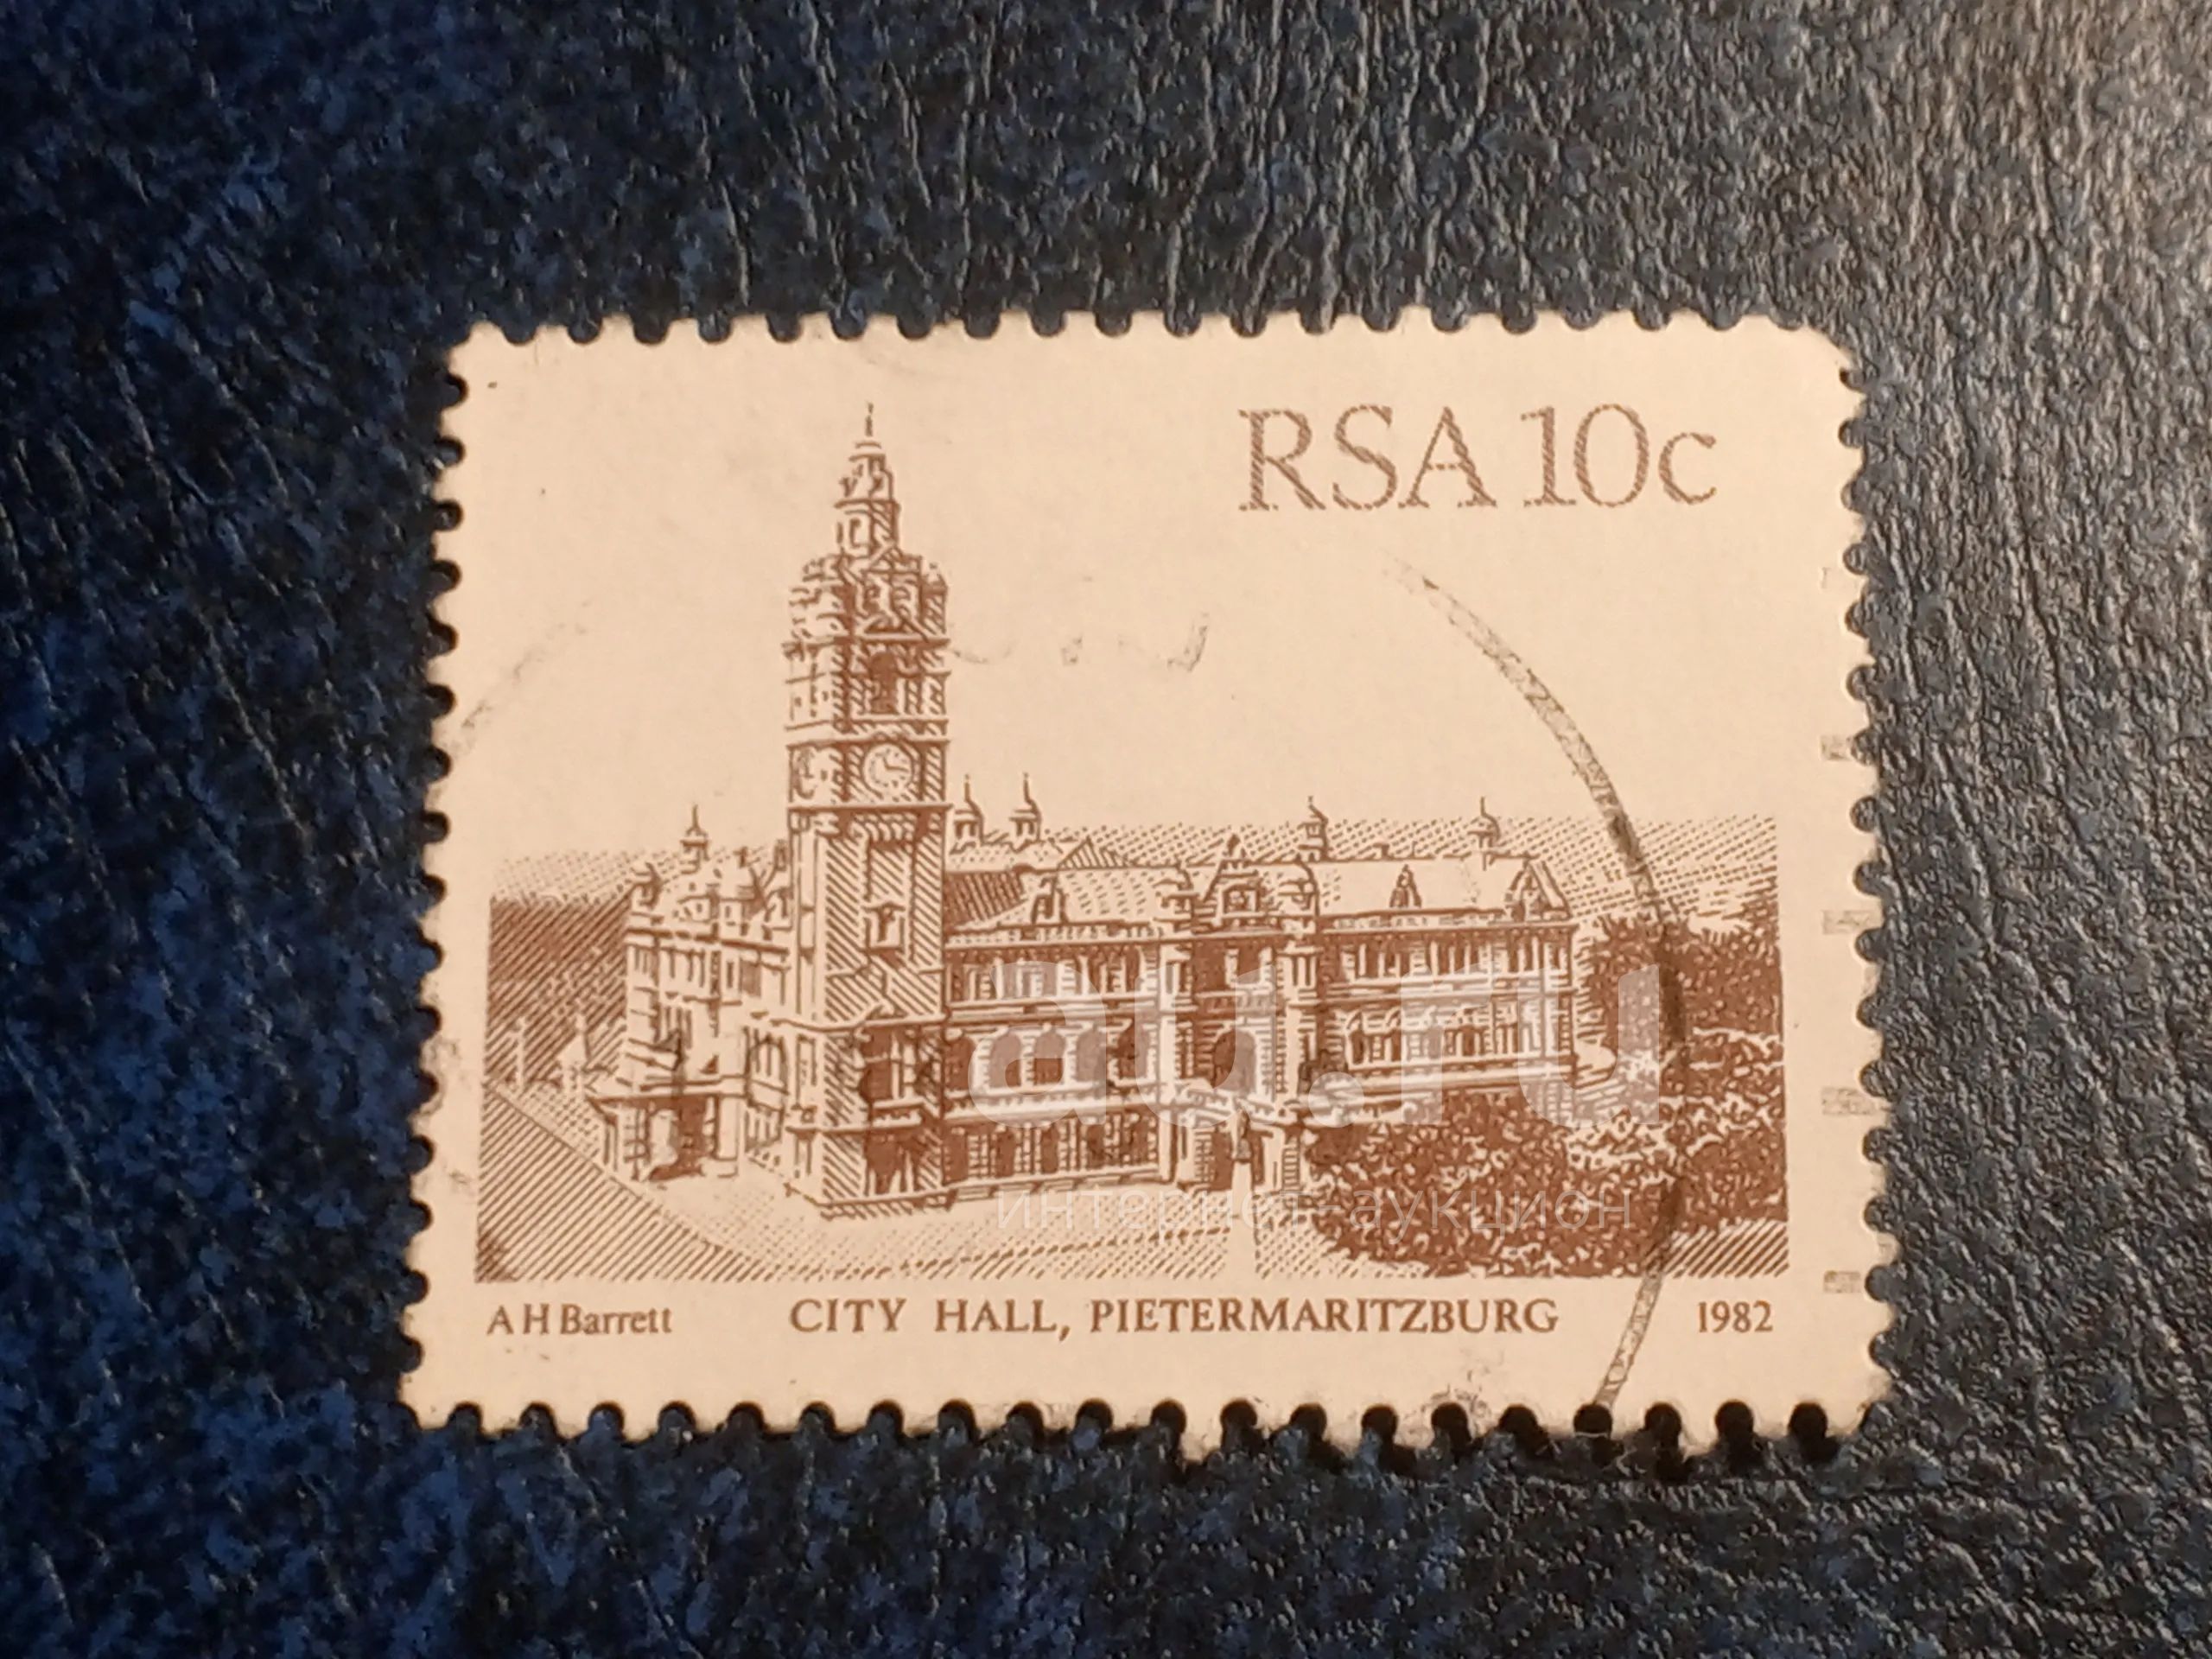 RSA 10c
au.ru
интернет-аукцион
A H Barrett CITY HALL, PIETERMARITZBURG 1982